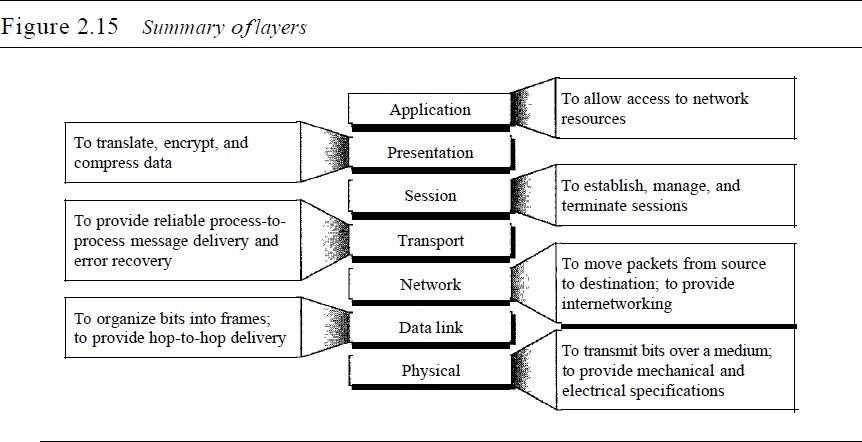 Figure 2.15 Summary of layers
Application
To allow access to network
resources
To translate, encrypt, and
compress data
Presentation
Session
To establish, manage, and
terminate sessions
To provide reliable process-to-
process message delivery and
error recovery
Transport
Network
To move packets from source
to destination; to provide
internetworking
To organize bits into frames;
to provide hop-to-hop delivery
Data link
Physical
To transmit bits over a medium;
to provide mechanical and
electrical specifications